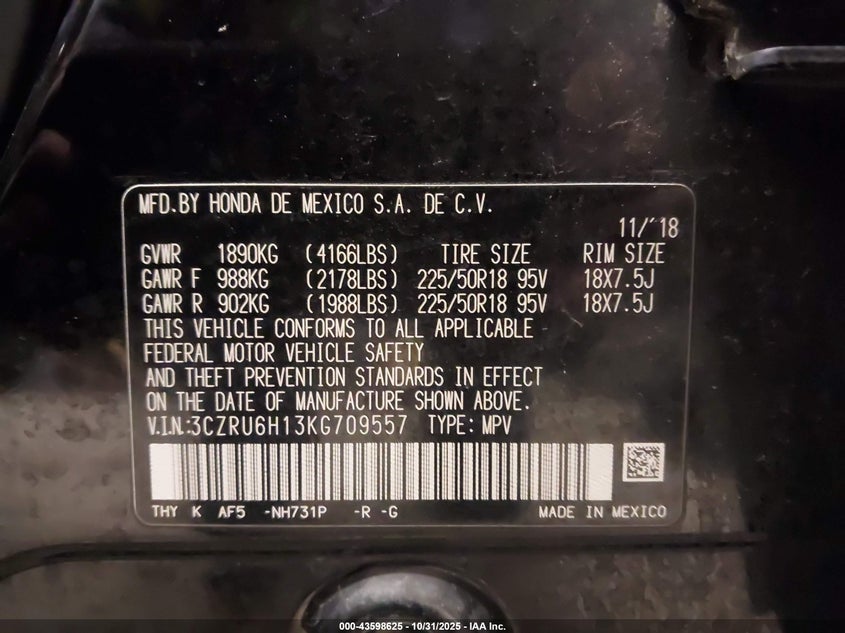 MFD.BY HONDA DE MEXICO S.A. DE C.V.
11/'18
GVWR 1890KG (4166LBS) TIRE SIZE RIM SIZE
GAWR F 988KG (2178LBS) 225/50R18 95V 18X7.5J
GAWR R 902KG (1988LBS) 225/50R18 95V 18X7.5J
THIS VEHICLE CONFORMS TO ALL APPLICABLE
FEDERAL MOTOR VEHICLE SAFETY
AND THEFT PREVENTION STANDARDS IN EFFECT
ON THE DATE OF MANUFACTURE SHOWN ABOVE.
V.I.N.:3CZRU6H13KG709557 TYPE: MPV
THY K AF5 -NH731P -R -G MADE IN MEXICO
000-43598625 - 10/31/2025 - IAA Inc.